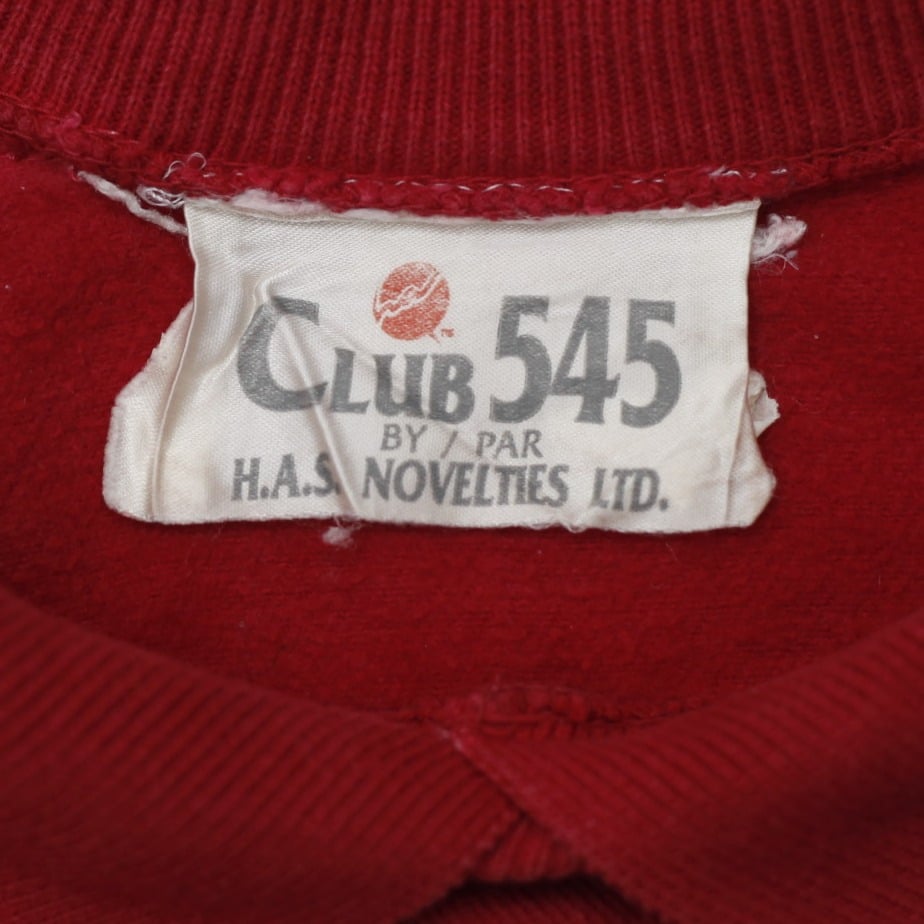 CLUB 545
BY / PAR
H.A.S. NOVELTIES LTD.